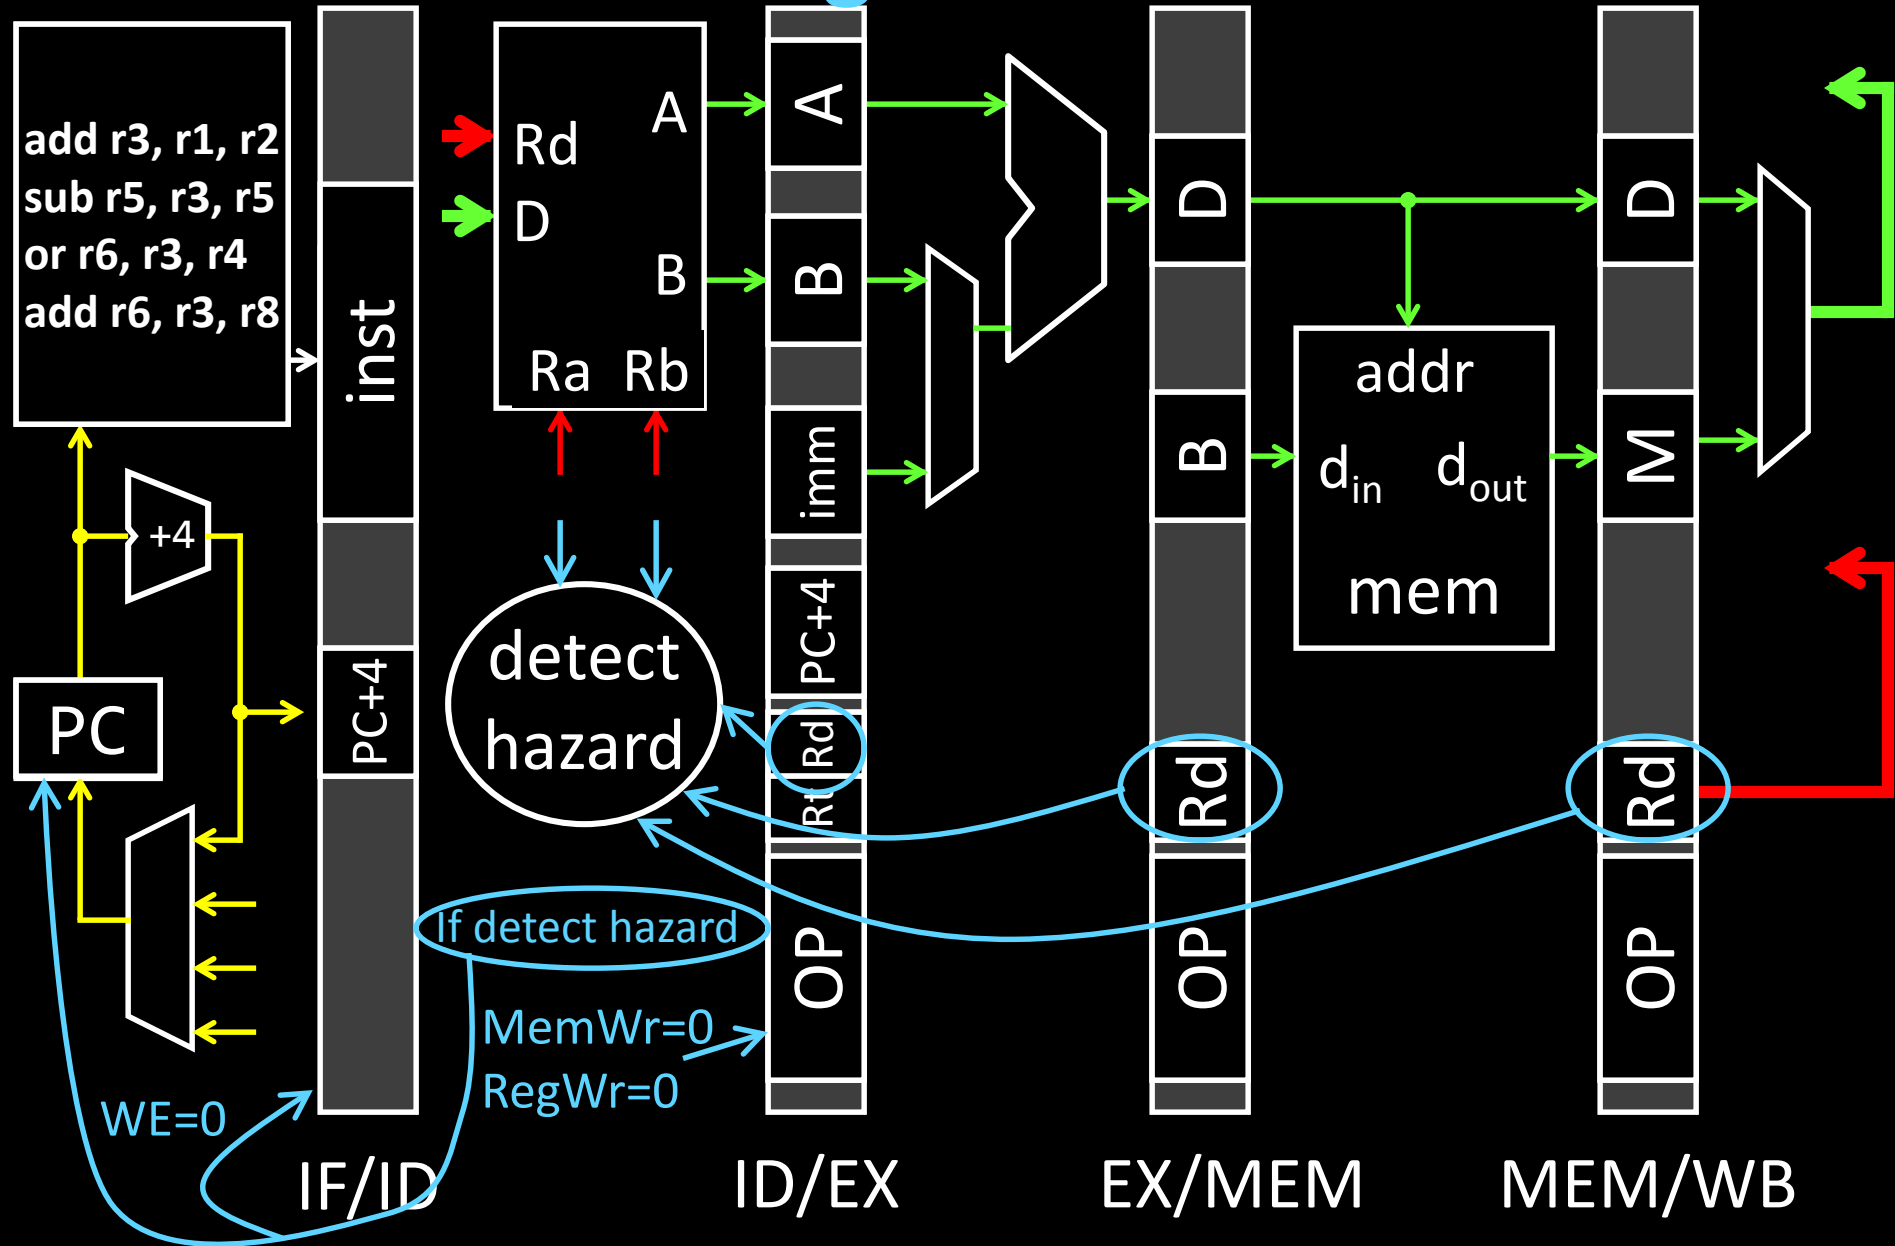 add r3, r1, r2
sub r5, r3, r5
or r6, r3, r4
add r6, r3, r8
inst
PC+4
+4
PC
WE=0
IF/ID
Rd
D
A
B
Ra Rb
detect
hazard
If detect hazard
MemWr=0
RegWr=0
A
B
imm
PC+4
Rd
Rt
OP
ID/EX
D
B
Rd
OP
EX/MEM
addr
din dout
mem
D
M
Rd
OP
MEM/WB